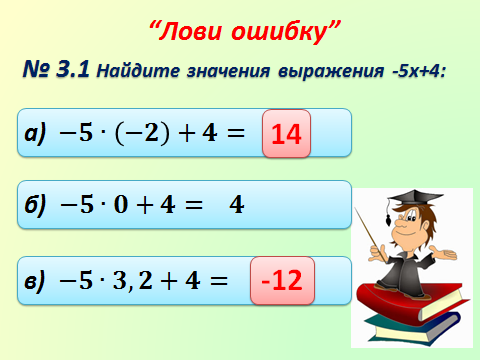 “Лови ошибку”
№ 3.1 Найдите значения выражения -5х+4:
а) −5 · (−2) + 4 = 14
б) −5 · 0 + 4 = 4
в) −5 · 3, 2 + 4 = -12